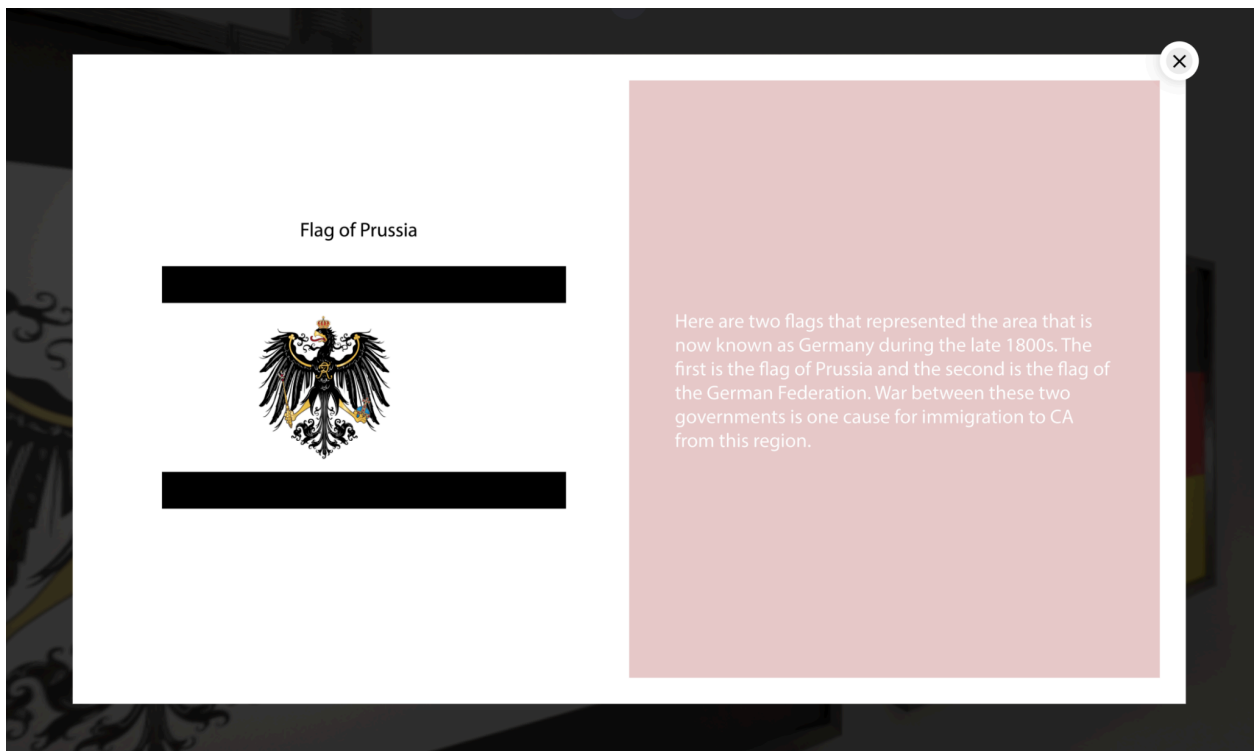 Flag of Prussia
Here are two flags that represented the area that is
now known as Germany during the late 1800s. The
first is the flag of Prussia and the second is the flag of
the German Federation. War between these two
governments is one cause for immigration to CA
from this region.